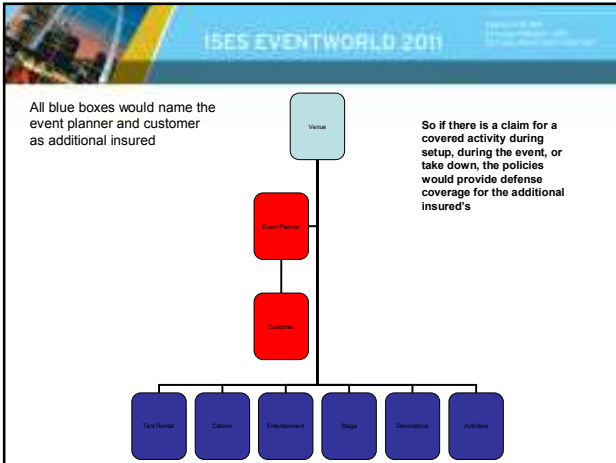 ISES EVENTWORLD 2011
All blue boxes would name the
event planner and customer
as additional insured
Venue
So if there is a claim for a
covered activity during
setup, during the event, or
take down, the policies
would provide defense
coverage for the additional
insured's
Event Planner
Customer
Tent Rental
Caterer
Entertainment
Stage
Decorations
Activities